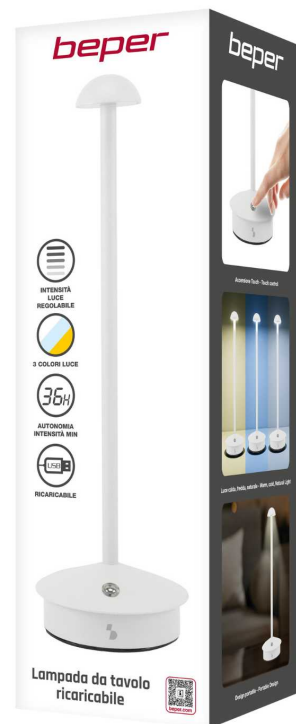 beper
INTENSITÀ
LUCE
REGOLABILE
3 COLORI LUCE
36H
AUTONOMIA
INTENSITÀ MIN
USB
RICARICABILE
Lampada da tavolo
ricaricabile
beper.com
beper
Accensione Touch - Touch control
Luce calda, fredda, naturale - Warm, cold, Natural Light
Design portatile - Portable Design